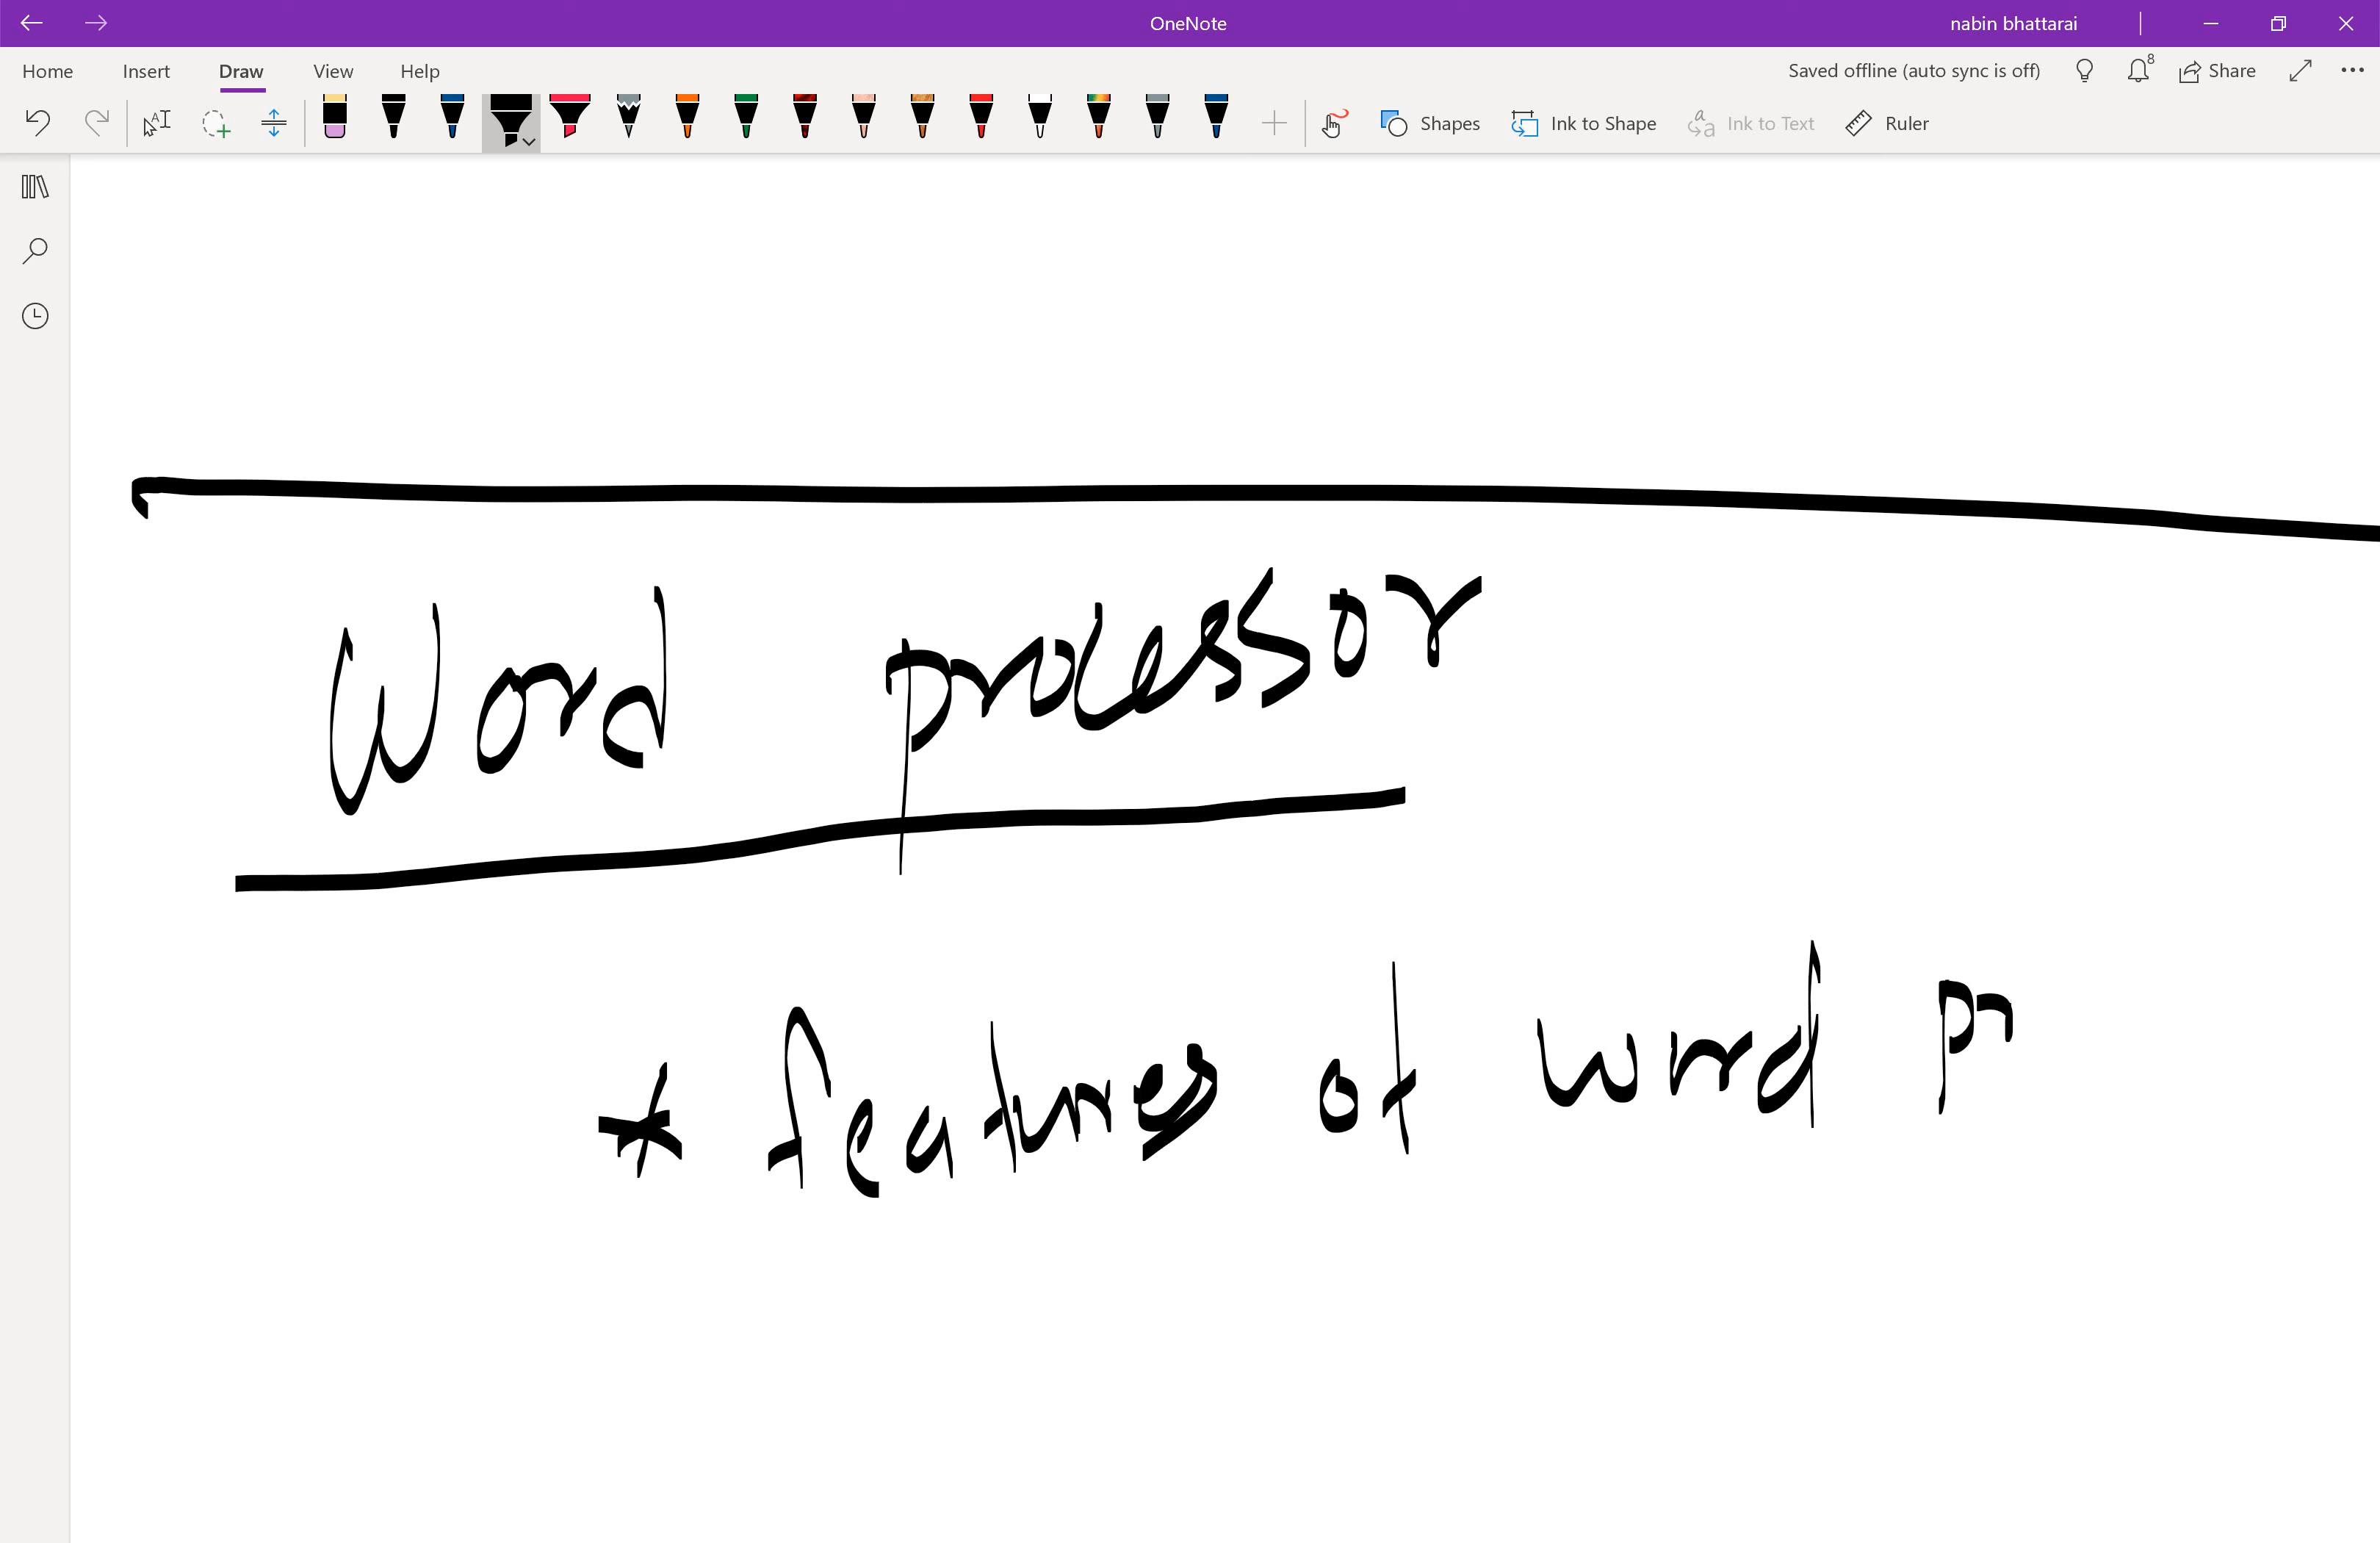 OneNote
nabin bhattarai
Home Insert Draw View Help
Saved offline (auto sync is off) 8 Share
Shapes Ink to Shape Ink to Text Ruler
Word processor
* features of word pr